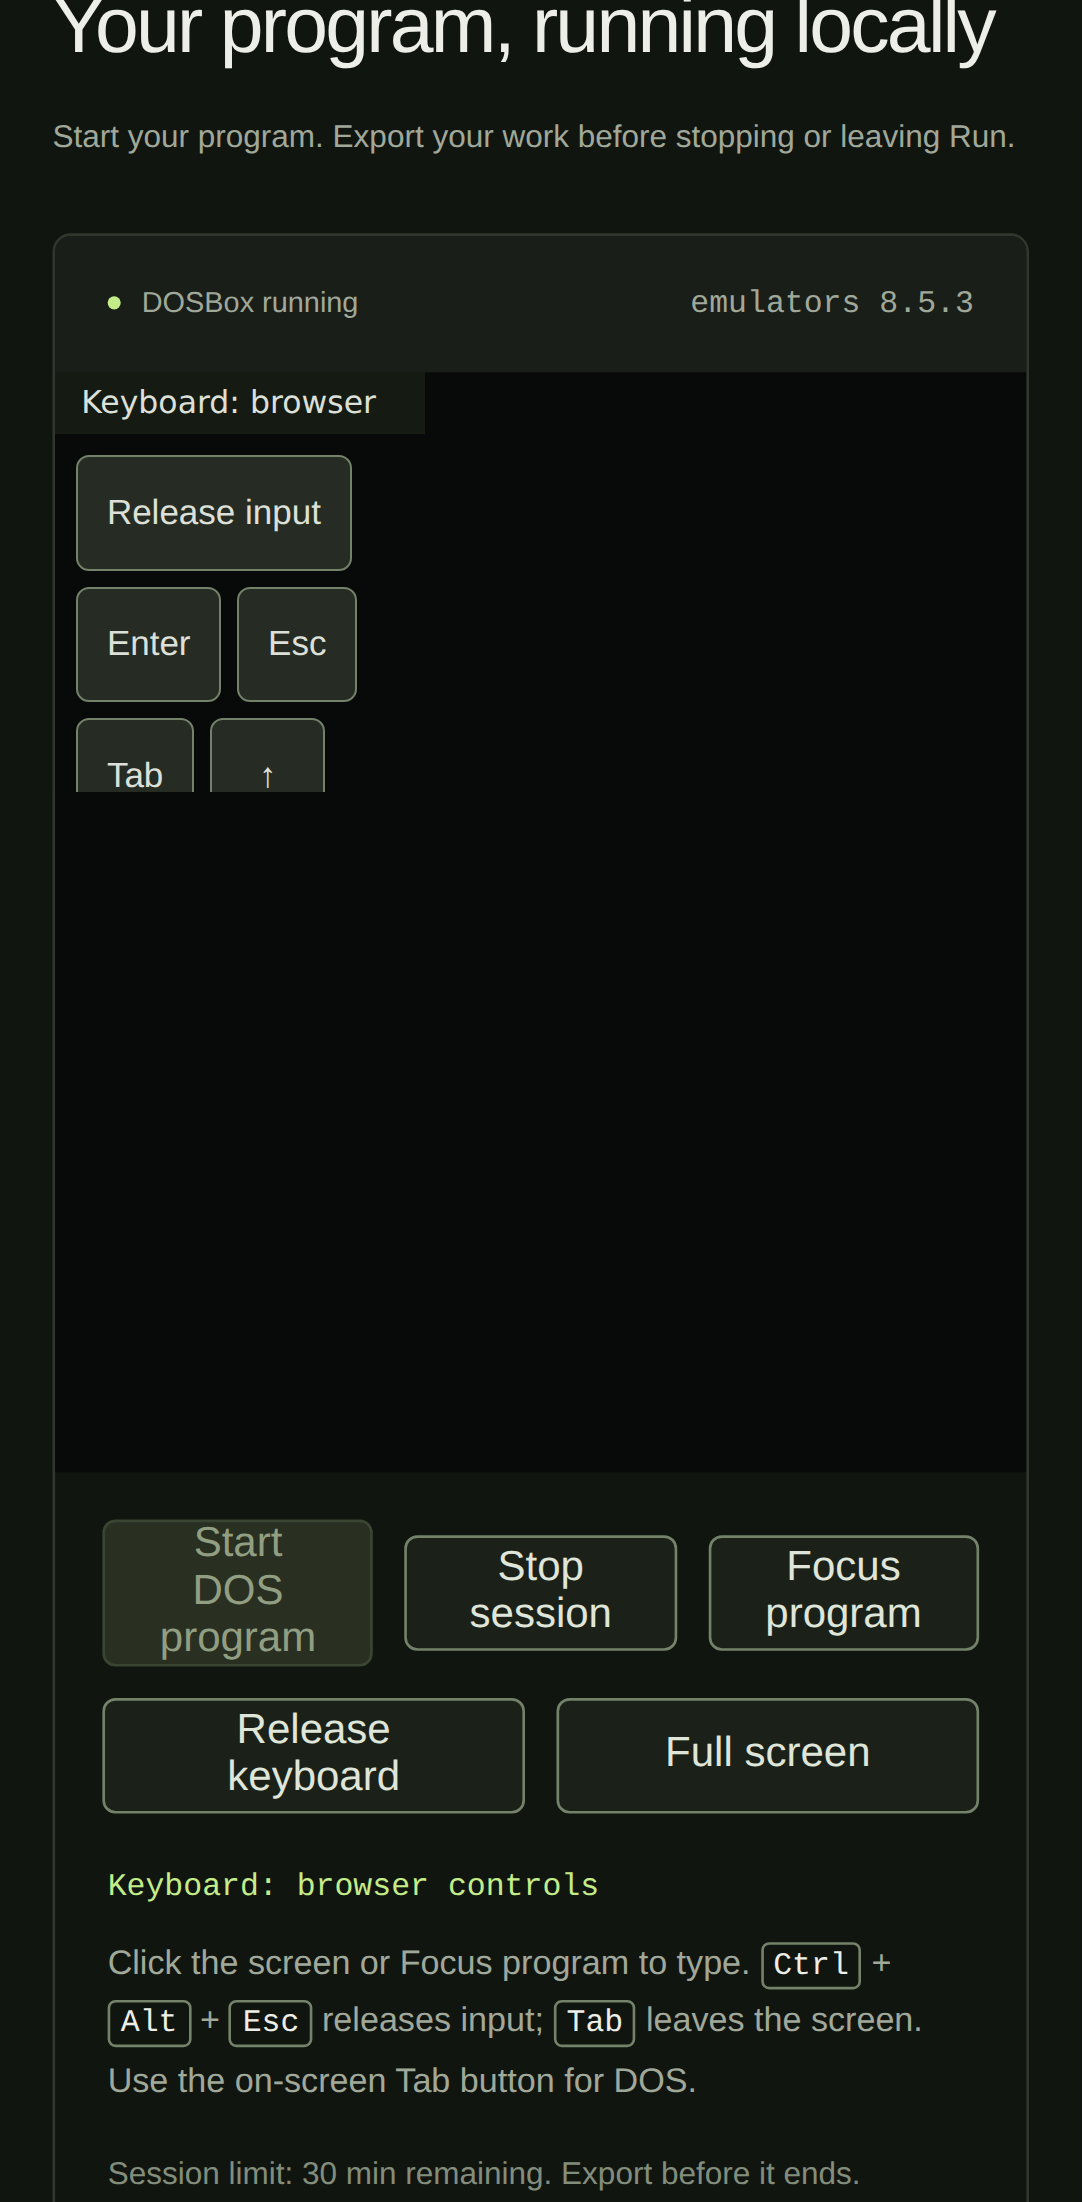 Your program, running locally
Start your program. Export your work before stopping or leaving Run.
DOSBox running
emulators 8.5.3
Keyboard: browser
Release input
Enter
Esc
Tab
↑
Start
DOS
program
Stop
session
Focus
program
Release
keyboard
Full screen
Keyboard: browser controls
Click the screen or Focus program to type. Ctrl +
Alt + Esc releases input; Tab leaves the screen.
Use the on-screen Tab button for DOS.
Session limit: 30 min remaining. Export before it ends.